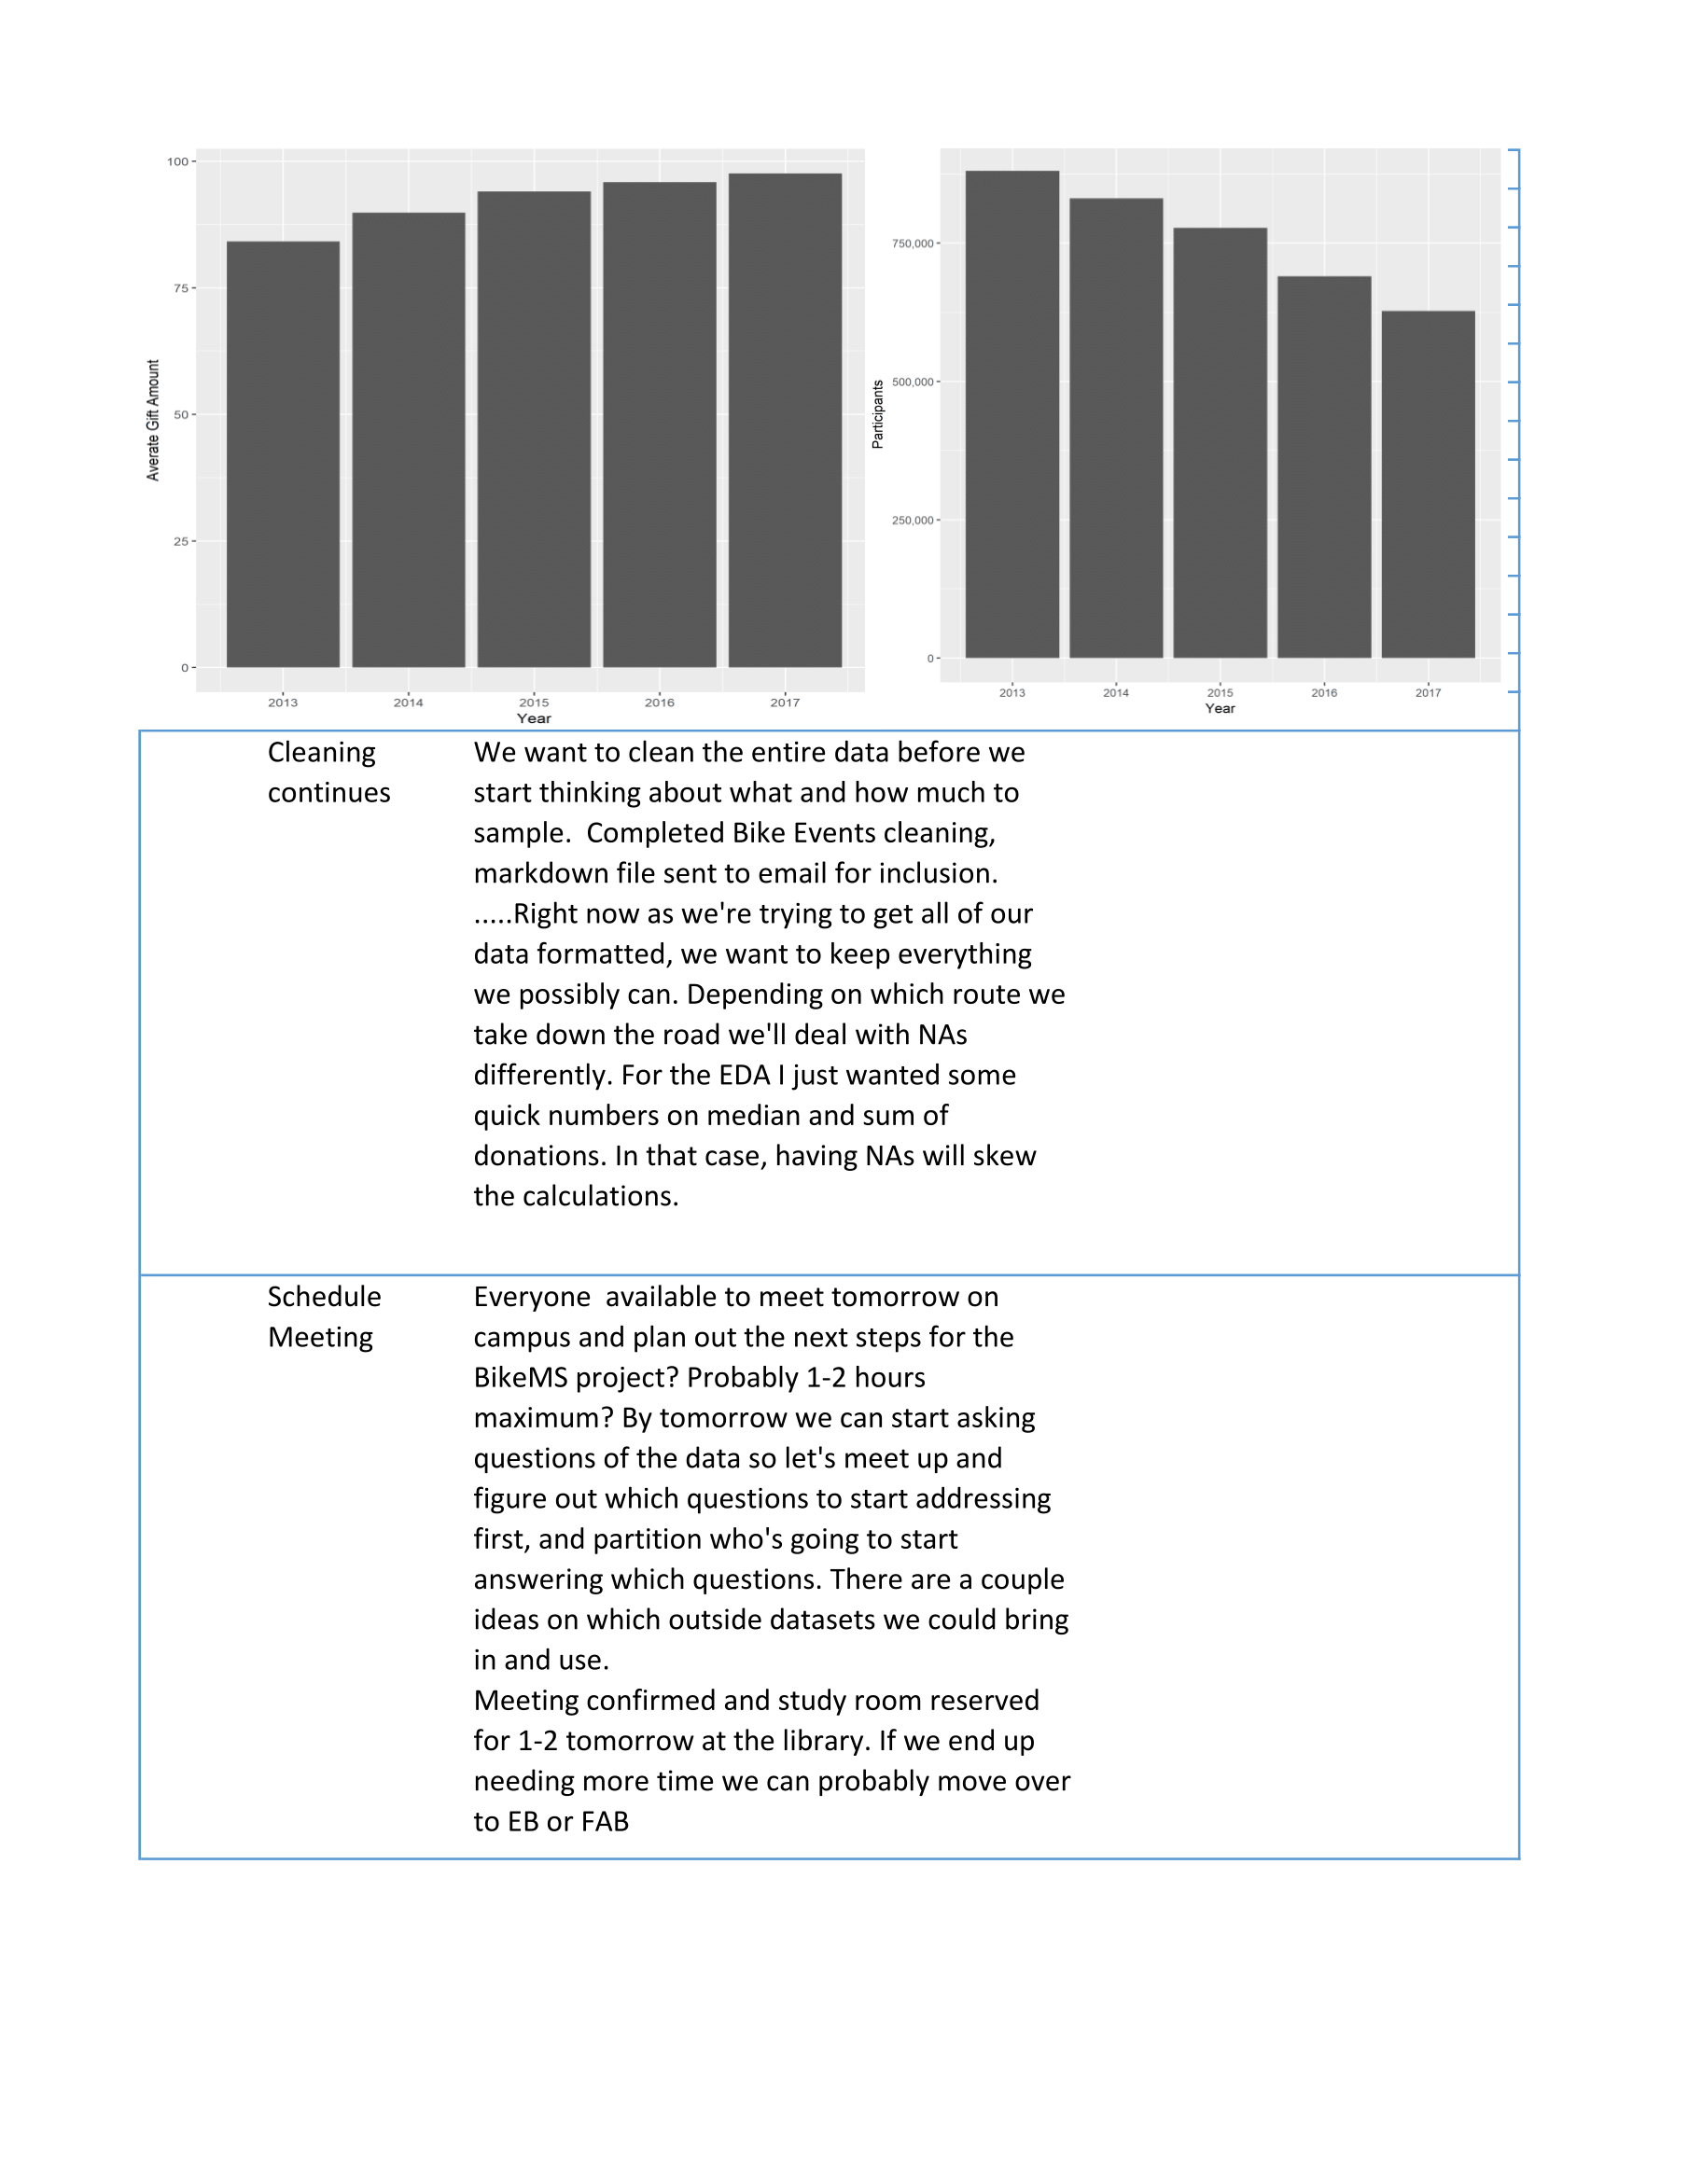 100
75
50
25
0
Averate Gift Amount
2013 2014 2015 2016 2017
Year
750,000
500,000
250,000
0
Participants
2013 2014 2015 2016 2017
Year
Cleaning
continues
We want to clean the entire data before we
start thinking about what and how much to
sample.  Completed Bike Events cleaning,
markdown file sent to email for inclusion.
.....Right now as we're trying to get all of our
data formatted, we want to keep everything
we possibly can. Depending on which route we
take down the road we'll deal with NAs
differently. For the EDA I just wanted some
quick numbers on median and sum of
donations. In that case, having NAs will skew
the calculations.
Schedule
Meeting
Everyone  available to meet tomorrow on
campus and plan out the next steps for the
BikeMS project? Probably 1-2 hours
maximum? By tomorrow we can start asking
questions of the data so let's meet up and
figure out which questions to start addressing
first, and partition who's going to start
answering which questions. There are a couple
ideas on which outside datasets we could bring
in and use.
Meeting confirmed and study room reserved
for 1-2 tomorrow at the library. If we end up
needing more time we can probably move over
to EB or FAB